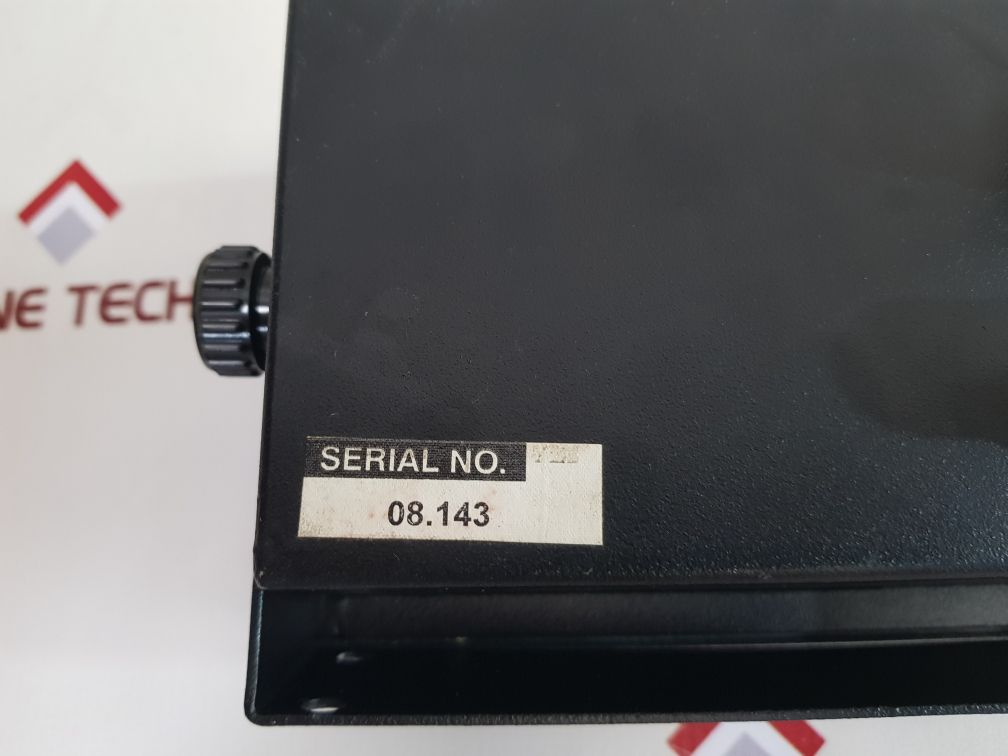 NE TECH
SERIAL NO.
08.143